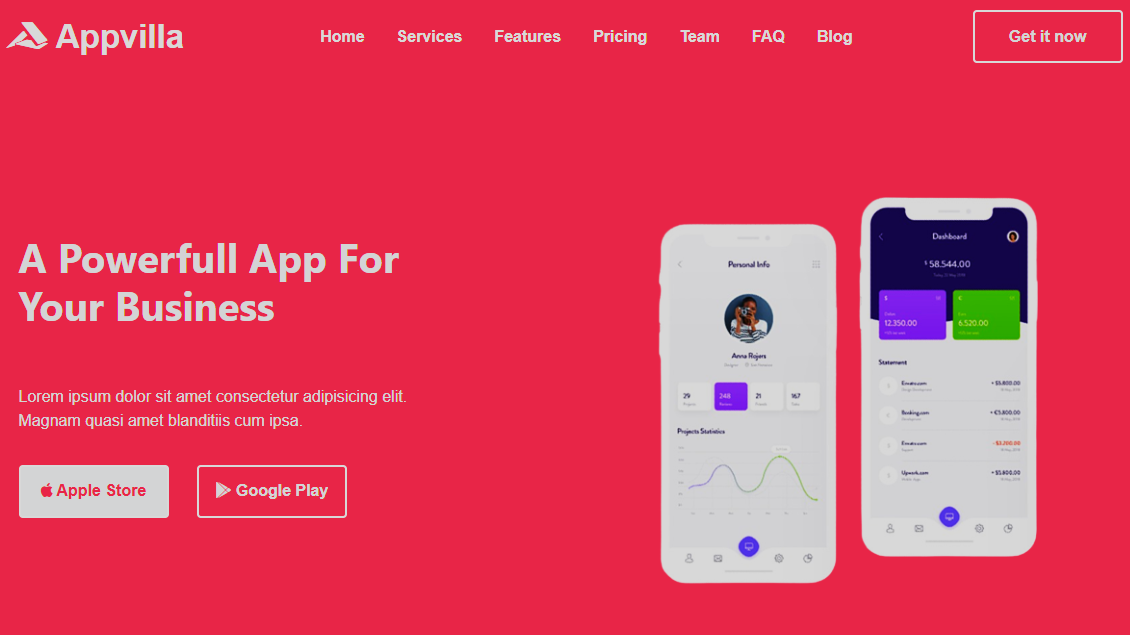 Appvilla
Home Services Features Pricing Team FAQ Blog
Get it now
A Powerfull App For
Your Business
Lorem ipsum dolor sit amet consectetur adipisicing elit.
Magnam quasi amet blanditiis cum ipsa.
Apple Store
Google Play
Personal Info
Anna Rojers
29 248 21 167
Projects Statistics
Dashboard
$ 58.544.00
$ €
12.350.00 6.520.00
Statement
Envato.com + $5.800.00
Booking.com + €5.800.00
Envato.com - $3.200.00
Upwork.com + $5.800.00